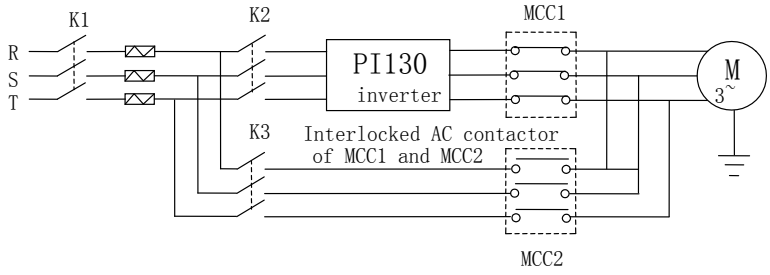 K1
K2
MCC1
R
S
T
PI130
inverter
M
3~
K3
Interlocked AC contactor
of MCC1 and MCC2
MCC2